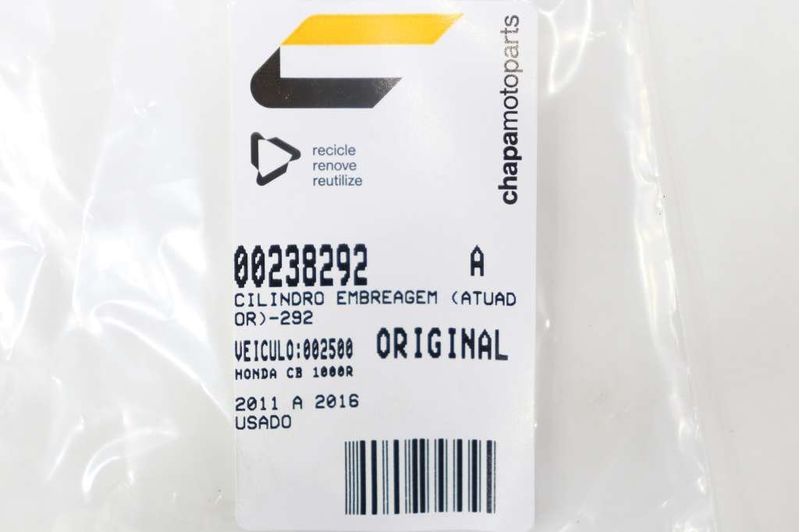 chapamotoparts
recicle
renove
reutilize
00238292 A
CILINDRO EMBREAGEM (ATUAD
OR)-292
VEICULO:002500 ORIGINAL
HONDA CB 1000R
2011 A 2016
USADO